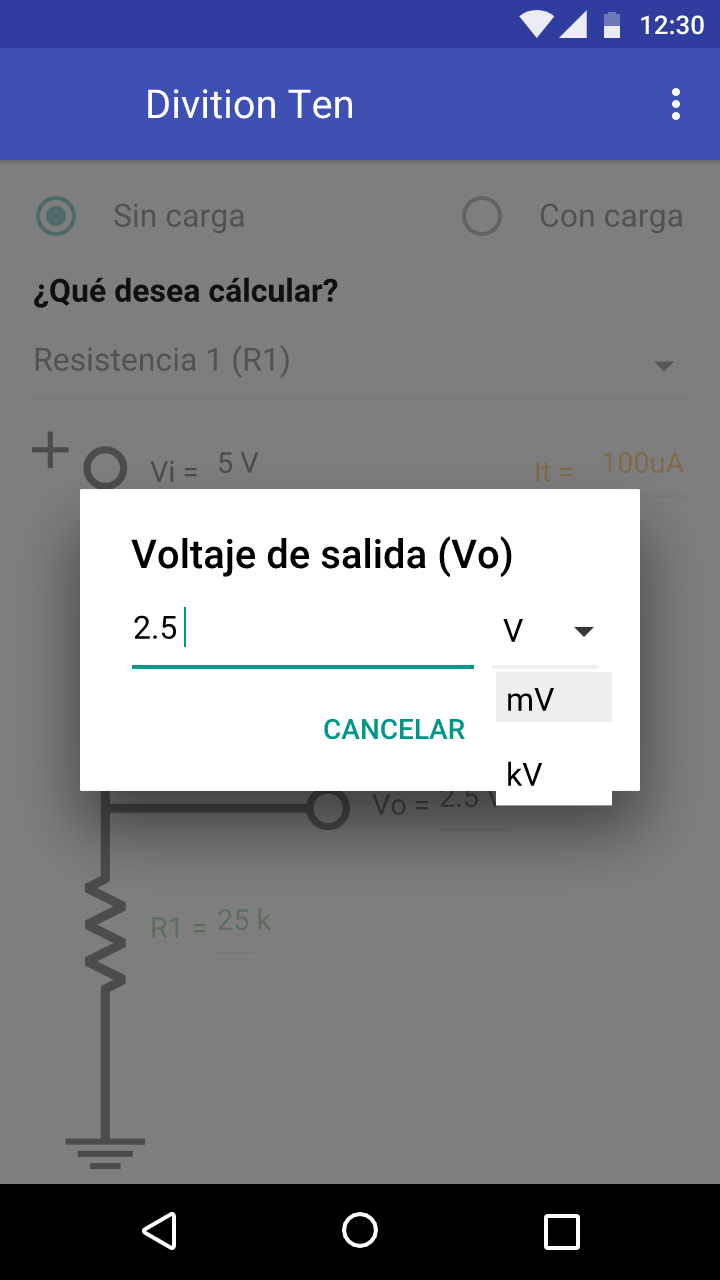 12:30
Divition Ten
Sin carga Con carga
¿Qué desea cálcular?
Resistencia 1 (R1)
Vi = 5 V It = 100uA
Voltaje de salida (Vo)
2.5 V
mV
CANCELAR
kV
Vo = 2.5 V
R1 = 25 k